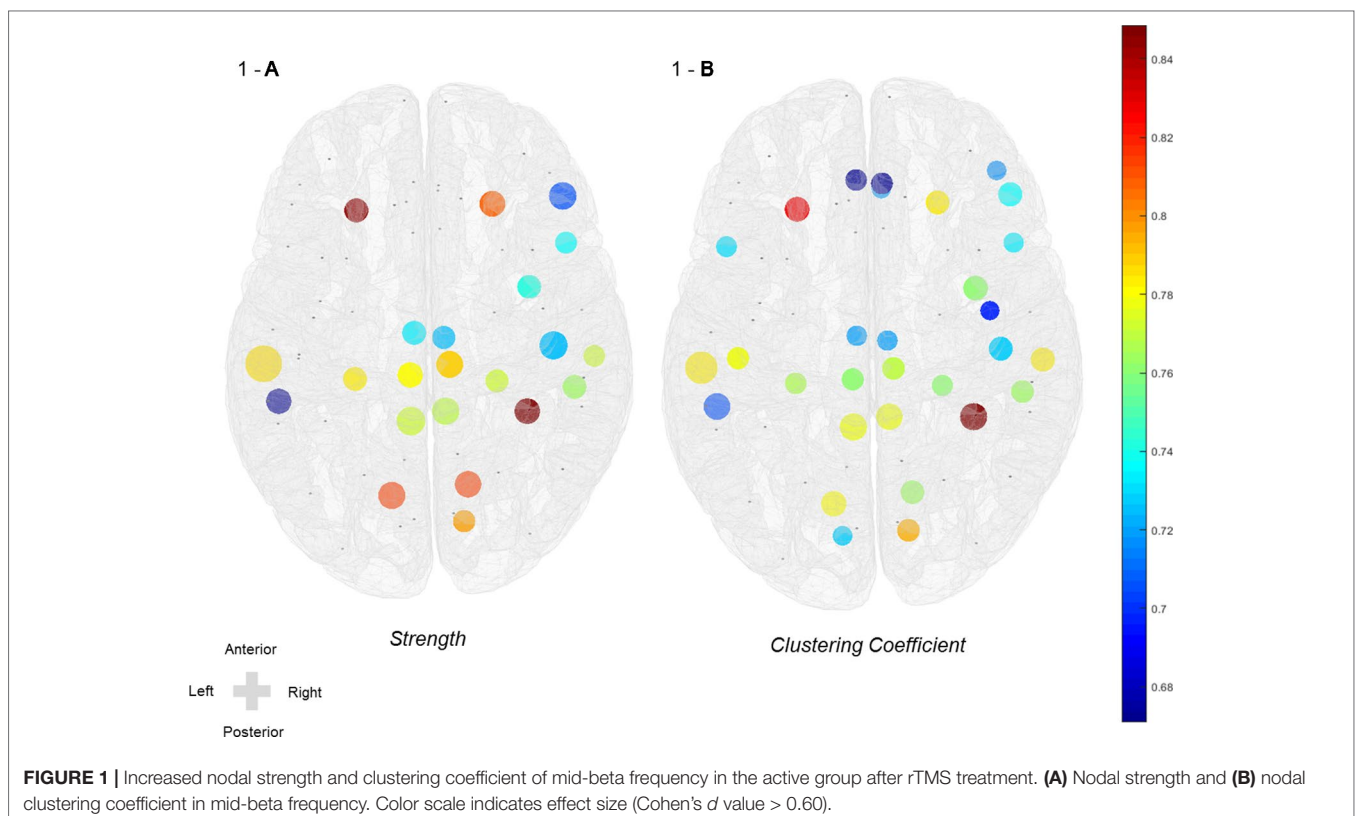 1 - A
1 - B
0.84
0.82
0.8
0.78
0.76
0.74
0.72
0.7
0.68
Strength
Clustering Coefficient
Anterior
Left
Right
Posterior
FIGURE 1 | Increased nodal strength and clustering coefficient of mid-beta frequency in the active group after rTMS treatment. (A) Nodal strength and (B) nodal
clustering coefficient in mid-beta frequency. Color scale indicates effect size (Cohen's d value > 0.60).